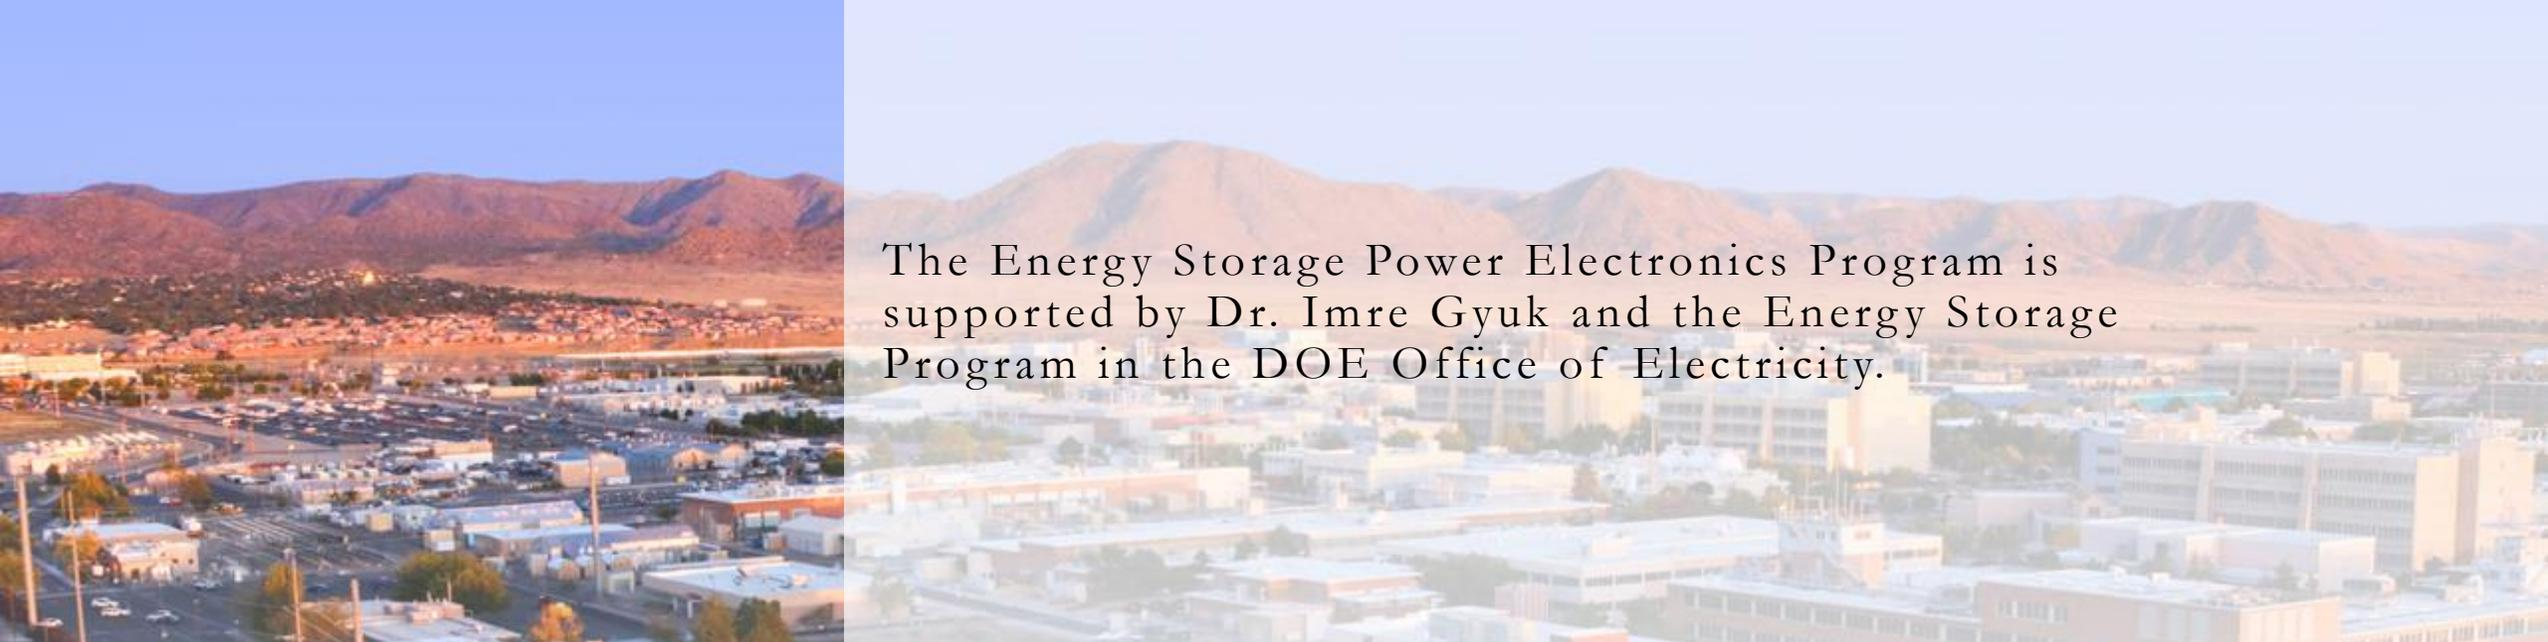 The Energy Storage Power Electronics Program is
supported by Dr. Imre Gyuk and the Energy Storage
Program in the DOE Office of Electricity.